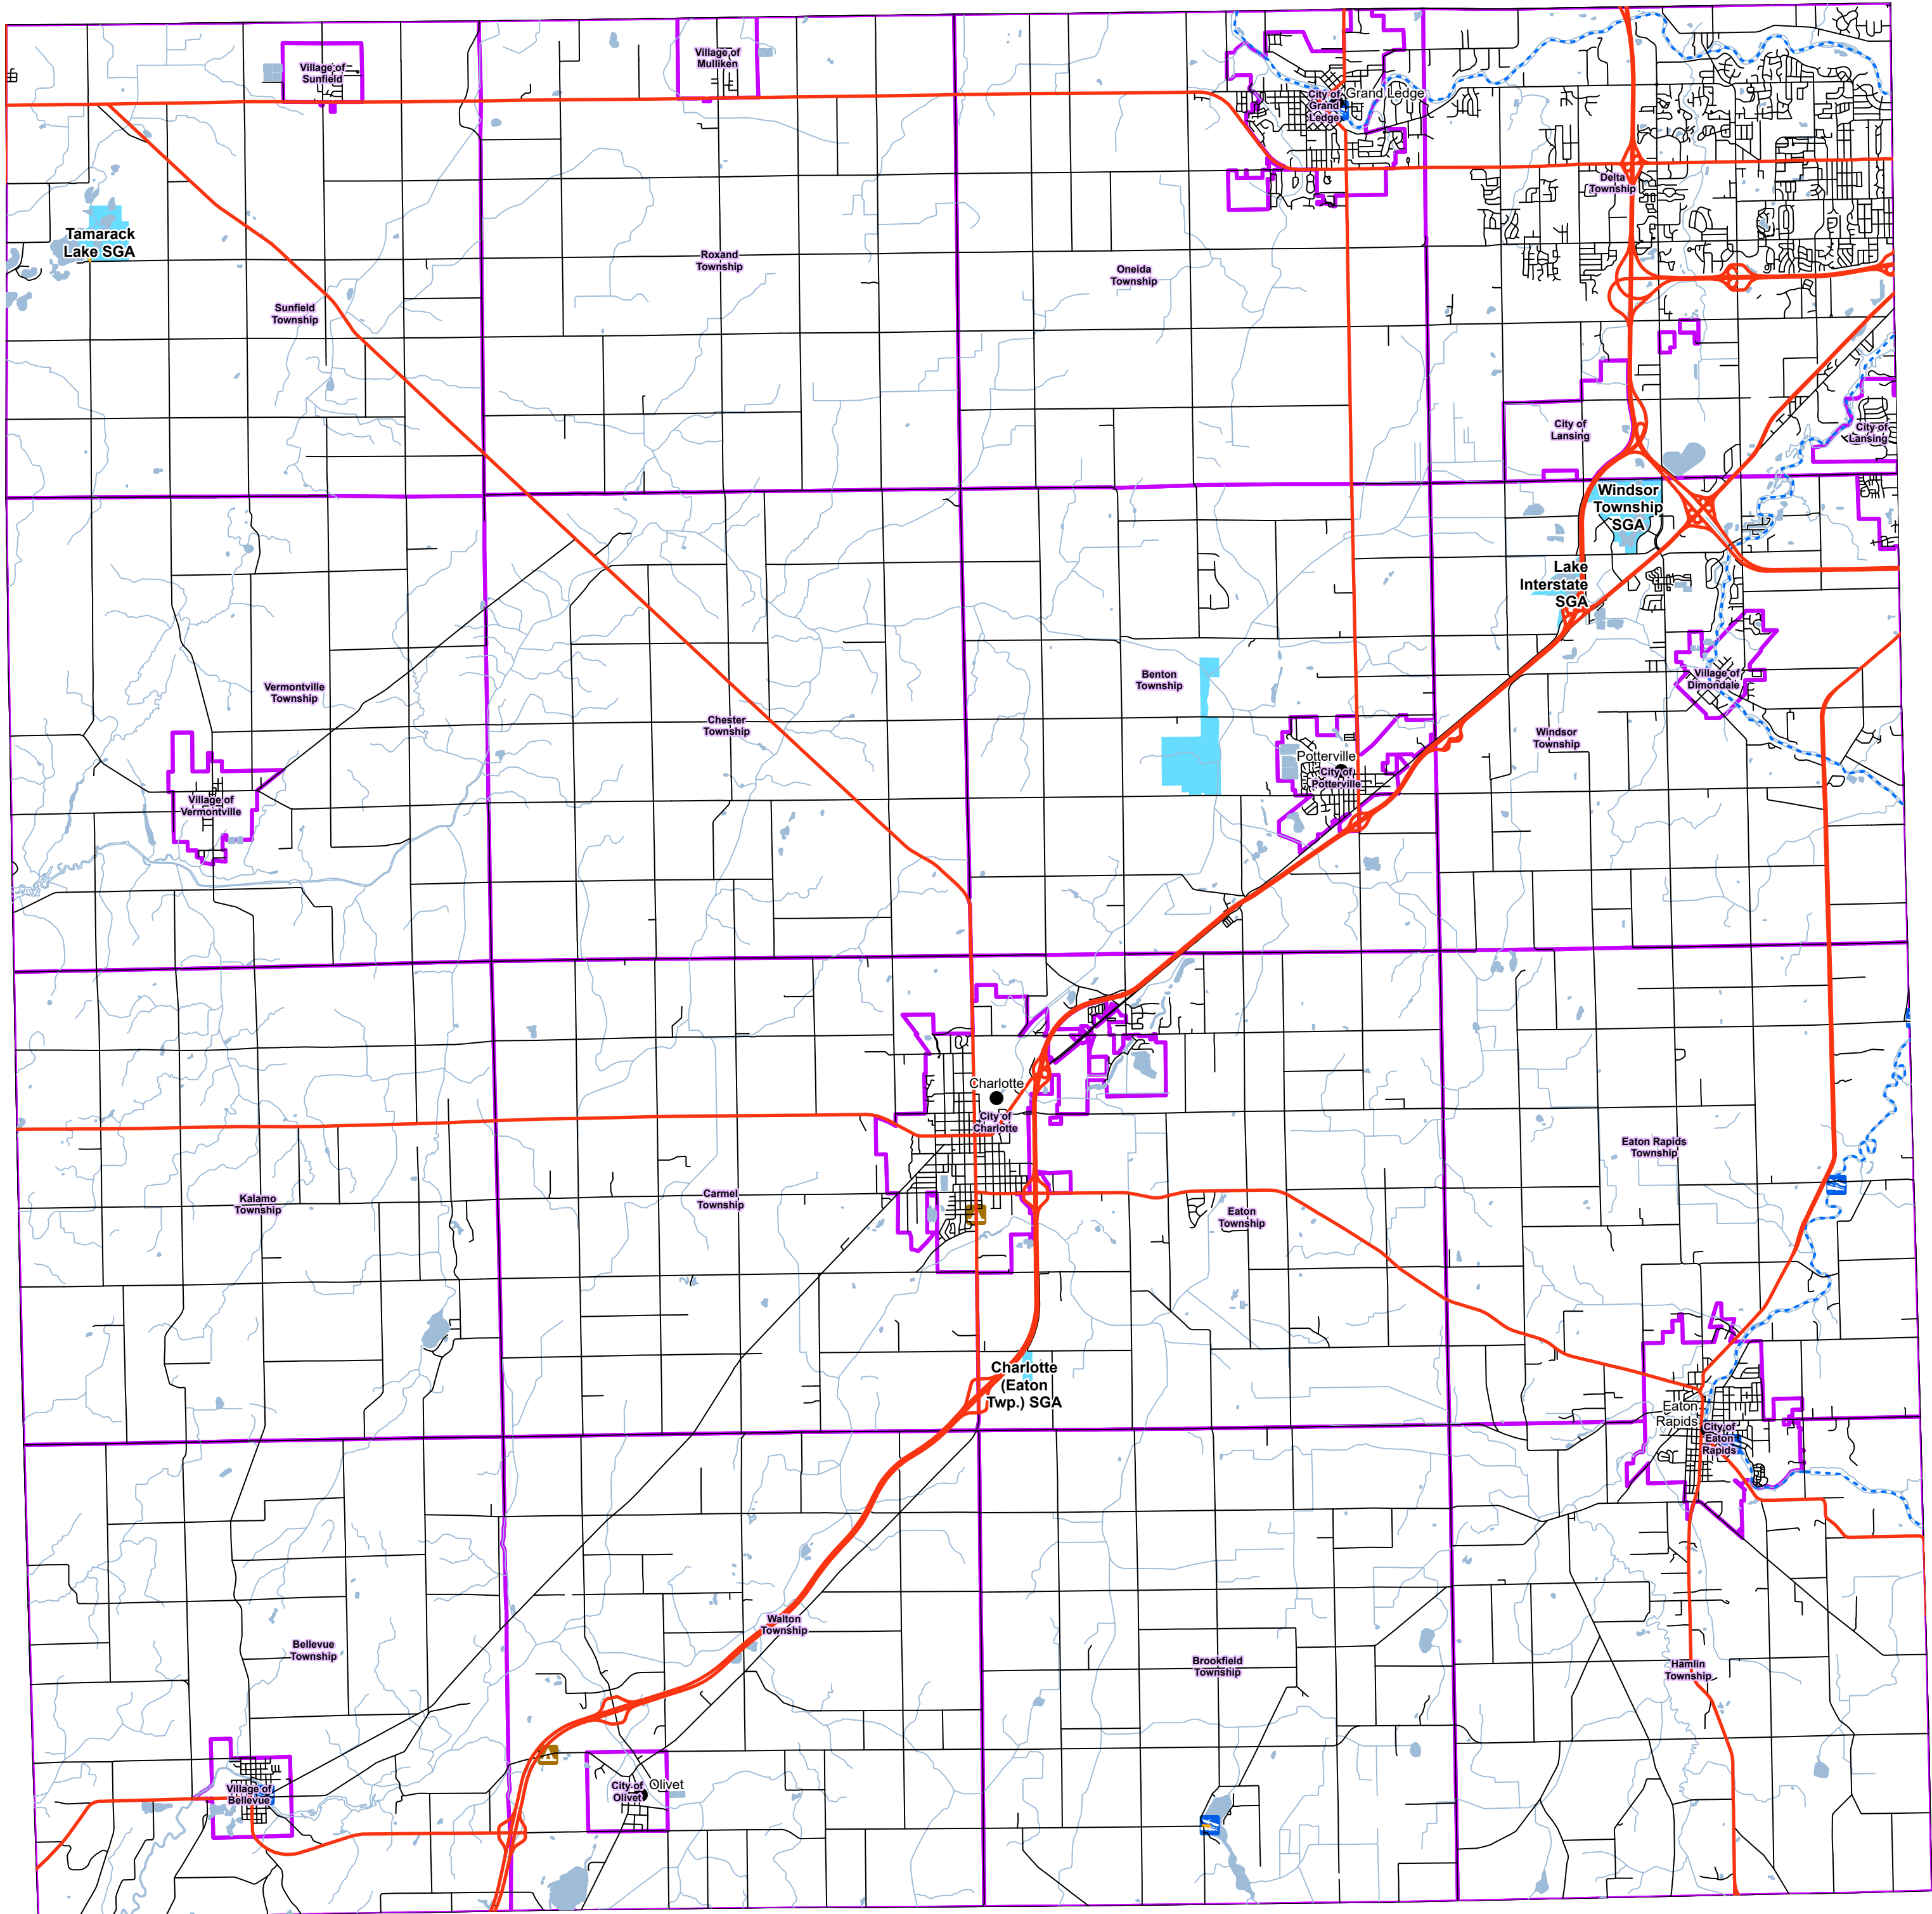 Village of
Sunfield
Village of
Mulliken
City of
Grand
Ledge
Grand Ledge
Delta
Township
Tamarack
Lake SGA
Roxand
Township
Oneida
Township
Sunfield
Township
City of
Lansing
City of
Lansing
Windsor
Township
SGA
Lake
Interstate
SGA
Vermontville
Township
Benton
Township
Village of
Dimondale
Chester
Township
Windsor
Township
Potterville
City of
Potterville
Village of
Vermontville
Charlotte
City of
Charlotte
Eaton Rapids
Township
Kalamo
Township
Carmel
Township
Eaton
Township
Charlotte
(Eaton
Twp.) SGA
Eaton
Rapids
City of
Eaton
Rapids
Walton
Township
Bellevue
Township
Brookfield
Township
Hamlin
Township
Village of
Bellevue
City of
Olivet
Olivet